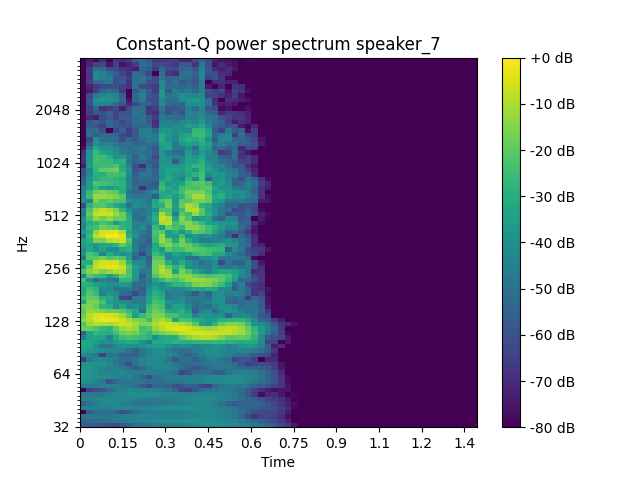 Constant-Q power spectrum speaker_7
Hz
2048
1024
512
256
128
64
32
0 0.15 0.3 0.45 0.6 0.75 0.9 1.1 1.2 1.4
Time
+0 dB
-10 dB
-20 dB
-30 dB
-40 dB
-50 dB
-60 dB
-70 dB
-80 dB